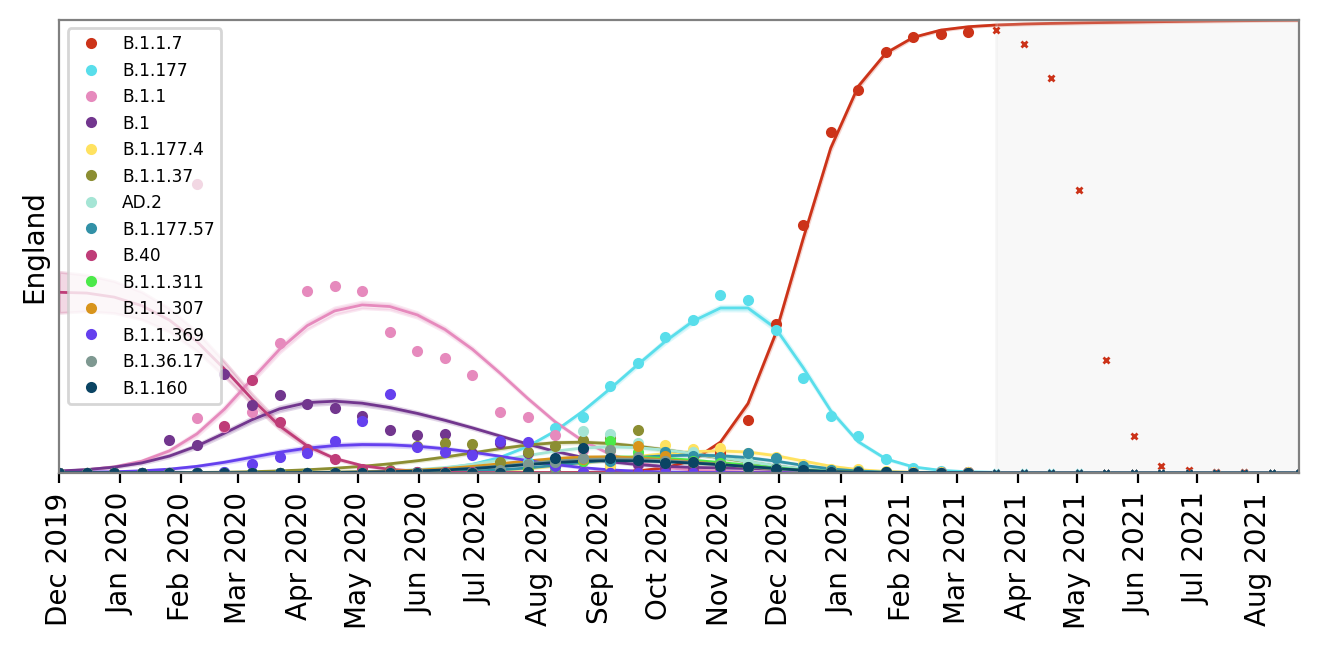 B.1.1.7
B.1.177
B.1.1
B.1
B.1.177.4
B.1.1.37
AD.2
B.1.177.57
B.40
B.1.1.311
B.1.1.307
B.1.1.369
B.1.36.17
B.1.160
England
Dec 2019
Jan 2020
Feb 2020
Mar 2020
Apr 2020
May 2020
Jun 2020
Jul 2020
Aug 2020
Sep 2020
Oct 2020
Nov 2020
Dec 2020
Jan 2021
Feb 2021
Mar 2021
Apr 2021
May 2021
Jun 2021
Jul 2021
Aug 2021